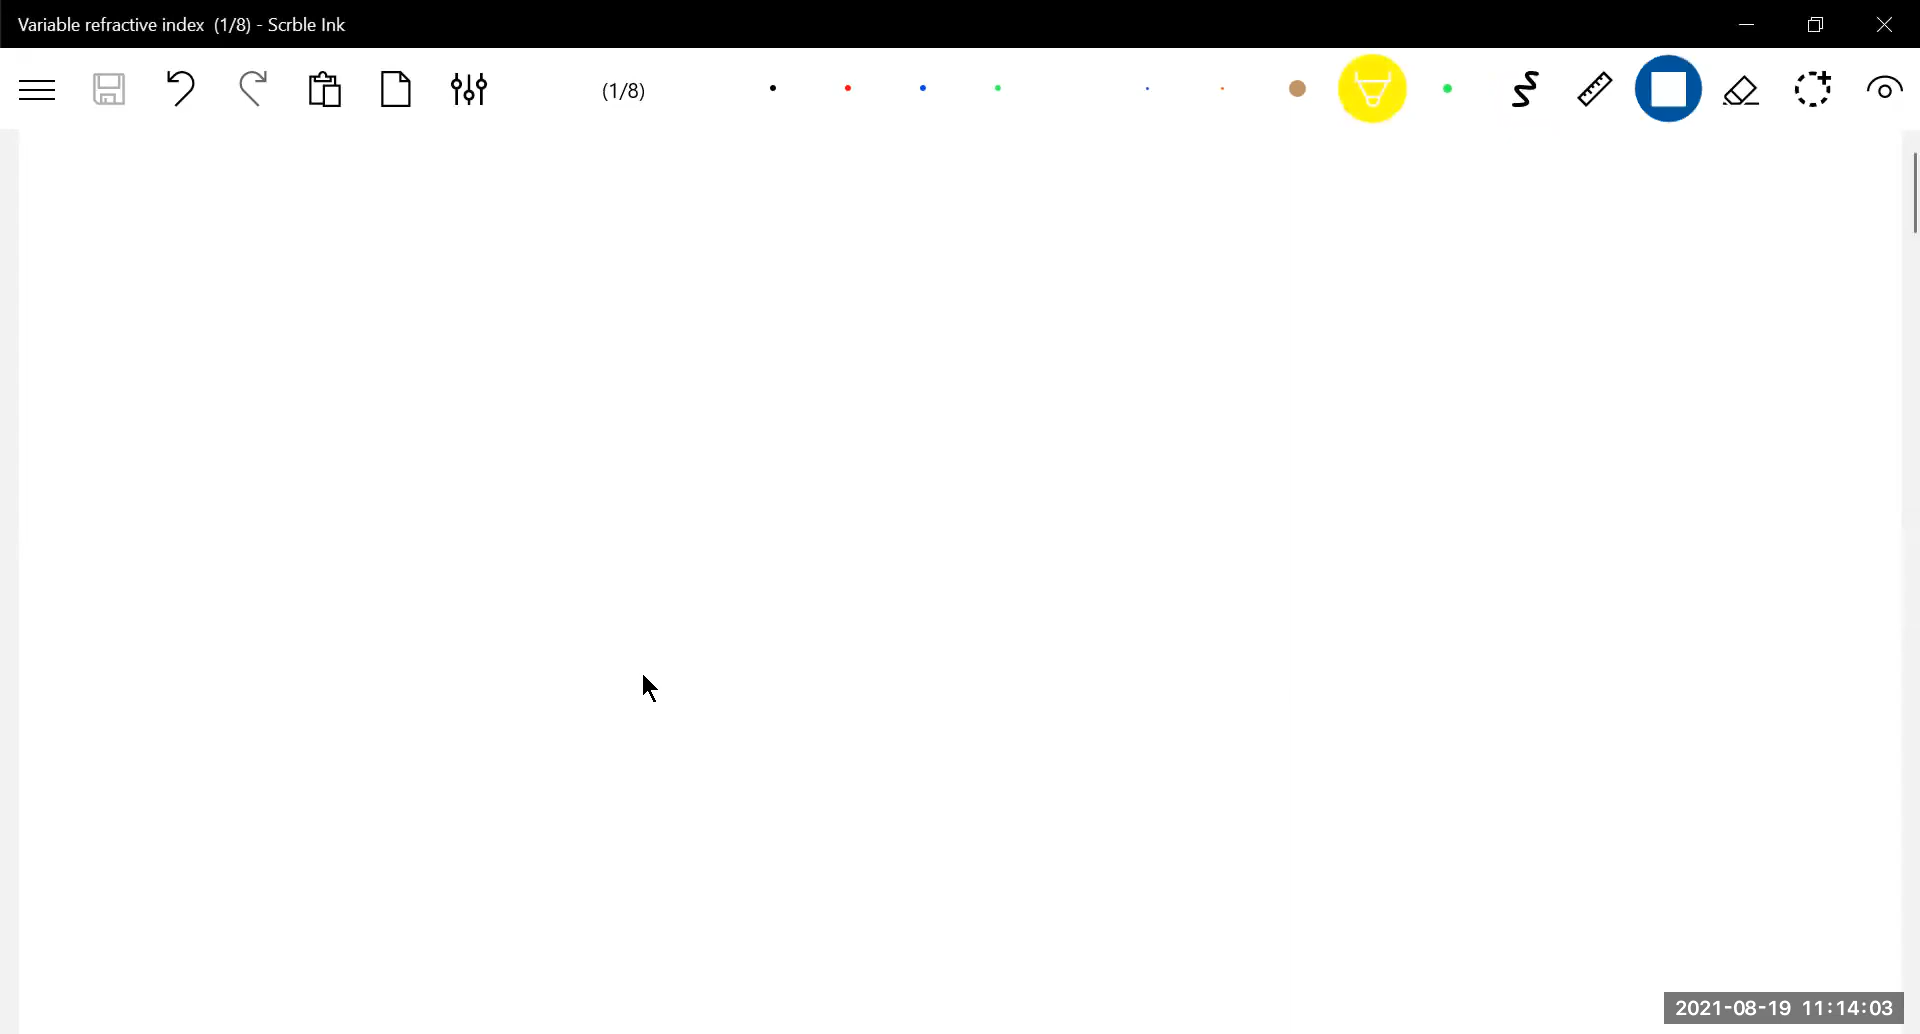 Variable refractive index (1/8) - Scrble Ink
(1/8)
2021-08-19 11:14:03